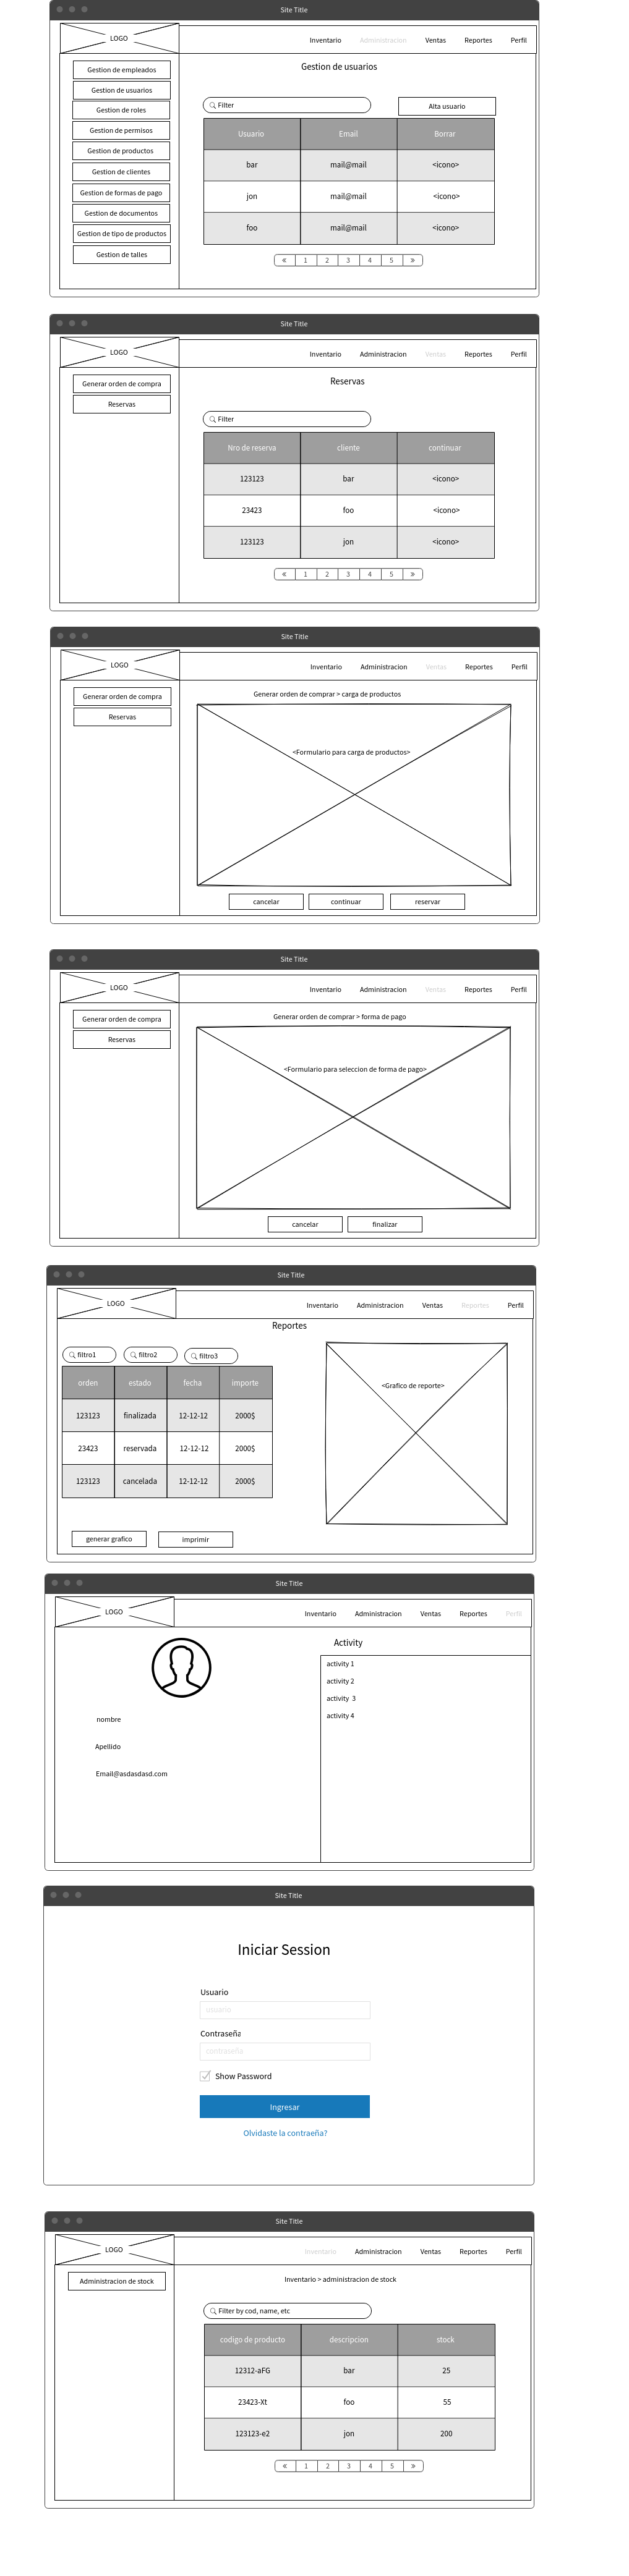 Site Title
LOGO
Inventario Administracion Ventas Reportes Perfil
Gestion de empleados
Gestion de usuarios
Gestion de roles
Gestion de permisos
Gestion de productos
Gestion de clientes
Gestion de formas de pago
Gestion de documentos
Gestion de tipo de productos
Gestion de talles
Gestion de usuarios
Filter
Alta usuario
Usuario Email Borrar
bar mail@mail <icono>
jon mail@mail <icono>
foo mail@mail <icono>
« 1 2 3 4 5 »
Site Title
LOGO
Inventario Administracion Ventas Reportes Perfil
Generar orden de compra
Reservas
Reservas
Filter
Nro de reserva cliente continuar
123123 bar <icono>
23423 foo <icono>
123123 jon <icono>
« 1 2 3 4 5 »
Site Title
LOGO
Inventario Administracion Ventas Reportes Perfil
Generar orden de compra
Reservas
Generar orden de comprar > carga de productos
<Formulario para carga de productos>
cancelar continuar reservar
Site Title
LOGO
Inventario Administracion Ventas Reportes Perfil
Generar orden de compra
Reservas
Generar orden de comprar > forma de pago
<Formulario para seleccion de forma de pago>
cancelar finalizar
Site Title
LOGO
Inventario Administracion Ventas Reportes Perfil
Reportes
filtro1 filtro2 filtro3
orden estado fecha importe
123123 finalizada 12-12-12 2000$
23423 reservada 12-12-12 2000$
123123 cancelada 12-12-12 2000$
<Grafico de reporte>
generar grafico imprimir
Site Title
LOGO
Inventario Administracion Ventas Reportes Perfil
nombre
Apellido
Email@asdasdasd.com
Activity
activity 1
activity 2
activity 3
activity 4
Site Title
Iniciar Session
Usuario
usuario
Contraseña
contraseña
Show Password
Ingresar
Olvidaste la contraeña?
Site Title
LOGO
Inventario Administracion Ventas Reportes Perfil
Administracion de stock
Inventario > administracion de stock
Filter by cod, name, etc
codigo de producto descripcion stock
12312-aFG bar 25
23423-Xt foo 55
123123-e2 jon 200
« 1 2 3 4 5 »